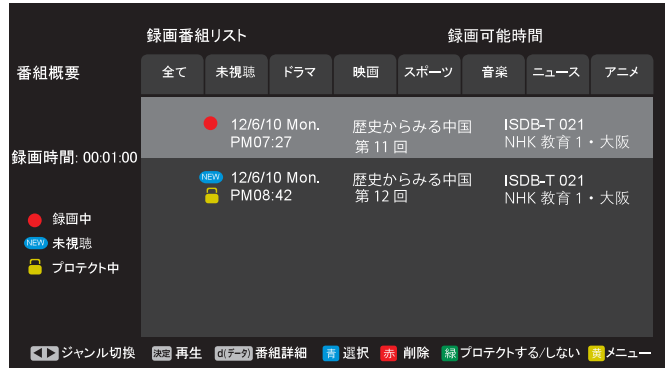 録画番組リスト 録画可能時間
番組概要 全て 未視聴 ドラマ 映画 スポーツ 音楽 ニュース アニメ
12/6/10 Mon. 歴史からみる中国 ISDB-T 021
PM07:27 第 11 回 NHK 教育 1・大阪
録画時間: 00:01:00
NEW 12/6/10 Mon. 歴史からみる中国 ISDB-T 021
PM08:42 第 12 回 NHK 教育 1・大阪
録画中
NEW 未視聴
プロテクト中
ジャンル切換 決定 再生 d(データ) 番組詳細 青 選択 赤 削除 緑 プロテクトする/しない 黄 メニュー